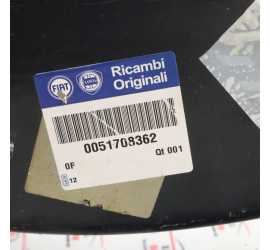 FIAT LANCIA Ricambi
Originali
0051708362
0F QI 001
12